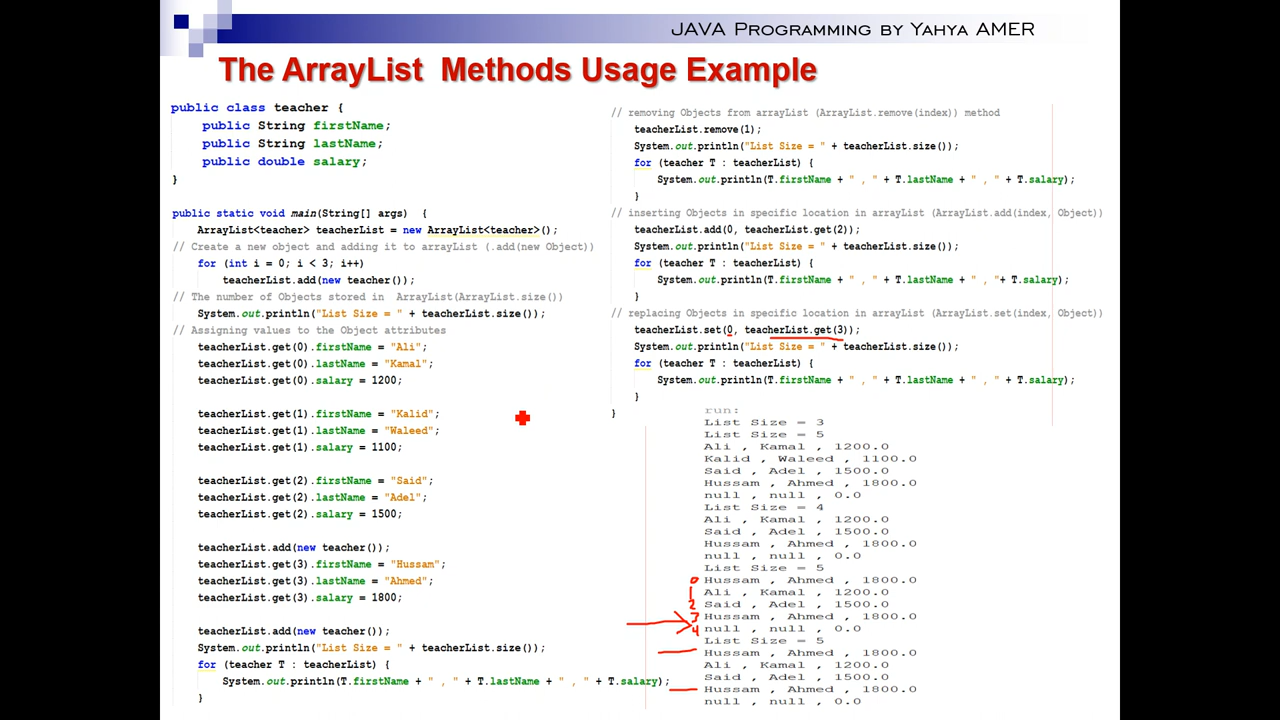 JAVA Programming by Yahya AMER
The ArrayList Methods Usage Example
public class teacher {
public String firstName;
public String lastName;
public double salary;
}
public static void main(String[] args) {
ArrayList<teacher> teacherList = new ArrayList<teacher>();
// Create a new object and adding it to arrayList (.add(new Object))
for (int i = 0; i < 3; i++)
teacherList.add(new teacher());
// The number of Objects stored in ArrayList(ArrayList.size())
System.out.println("List Size = " + teacherList.size());
// Assigning values to the Object attributes
teacherList.get(0).firstName = "Ali";
teacherList.get(0).lastName = "Kamal";
teacherList.get(0).salary = 1200;
teacherList.get(1).firstName = "Kalid";
teacherList.get(1).lastName = "Waleed";
teacherList.get(1).salary = 1100;
teacherList.get(2).firstName = "Said";
teacherList.get(2).lastName = "Adel";
teacherList.get(2).salary = 1500;
teacherList.add(new teacher());
teacherList.get(3).firstName = "Hussam";
teacherList.get(3).lastName = "Ahmed";
teacherList.get(3).salary = 1800;
teacherList.add(new teacher());
System.out.println("List Size = " + teacherList.size());
for (teacher T : teacherList) {
System.out.println(T.firstName + " , " + T.lastName + " , " + T.salary);
}
// removing Objects from arrayList (ArrayList.remove(index)) method
teacherList.remove(1);
System.out.println("List Size = " + teacherList.size());
for (teacher T : teacherList) {
System.out.println(T.firstName + " , " + T.lastName + " , " + T.salary);
}
// inserting Objects in specific location in arrayList (ArrayList.add(index, Object))
teacherList.add(0, teacherList.get(2));
System.out.println("List Size = " + teacherList.size());
for (teacher T : teacherList) {
System.out.println(T.firstName + " , " + T.lastName + " , "+ T.salary);
}
// replacing Objects in specific location in arrayList (ArrayList.set(index, Object))
teacherList.set(0, teacherList.get(3));
System.out.println("List Size = " + teacherList.size());
for (teacher T : teacherList) {
System.out.println(T.firstName + " , " + T.lastName + " , " + T.salary);
}
}
run:
List Size = 3
List Size = 5
Ali , Kamal , 1200.0
Kalid , Waleed , 1100.0
Said , Adel , 1500.0
Hussam , Ahmed , 1800.0
null , null , 0.0
List Size = 4
Ali , Kamal , 1200.0
Said , Adel , 1500.0
Hussam , Ahmed , 1800.0
null , null , 0.0
List Size = 5
0 Hussam , Ahmed , 1800.0
1 Ali , Kamal , 1200.0
2 Said , Adel , 1500.0
3 Hussam , Ahmed , 1800.0
4 null , null , 0.0
List Size = 5
Hussam , Ahmed , 1800.0
Ali , Kamal , 1200.0
Said , Adel , 1500.0
Hussam , Ahmed , 1800.0
null , null , 0.0